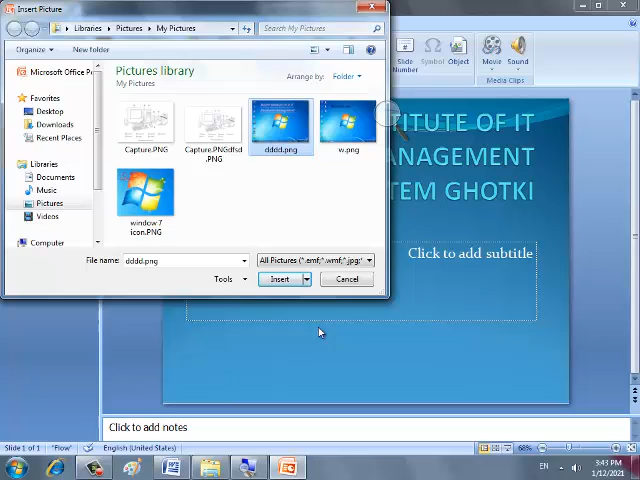 Insert Picture
Libraries
Pictures
My Pictures
Search My Pictures
Organize
New folder
Microsoft Office P
Favorites
Desktop
Downloads
Recent Places
Libraries
Documents
Music
Pictures
Videos
Computer
Pictures library
My Pictures
Arrange by:
Folder
Capture.PNG
Capture.PNGdfsd
.PNG
dddd.png
w.png
window 7
icon.PNG
File name:
dddd.png
All Pictures (*.emf;*.wmf;*.jpg;*
Tools
Insert
Cancel
Slide
Number
Symbol
Object
Movie
Sound
Media Clips
TITUTE OF IT
ANAGEMENT
TEM GHOTKI
Click to add subtitle
Click to add notes
Slide 1 of 1
"Flow"
English (United States)
68%
EN
3:43 PM
1/12/2021